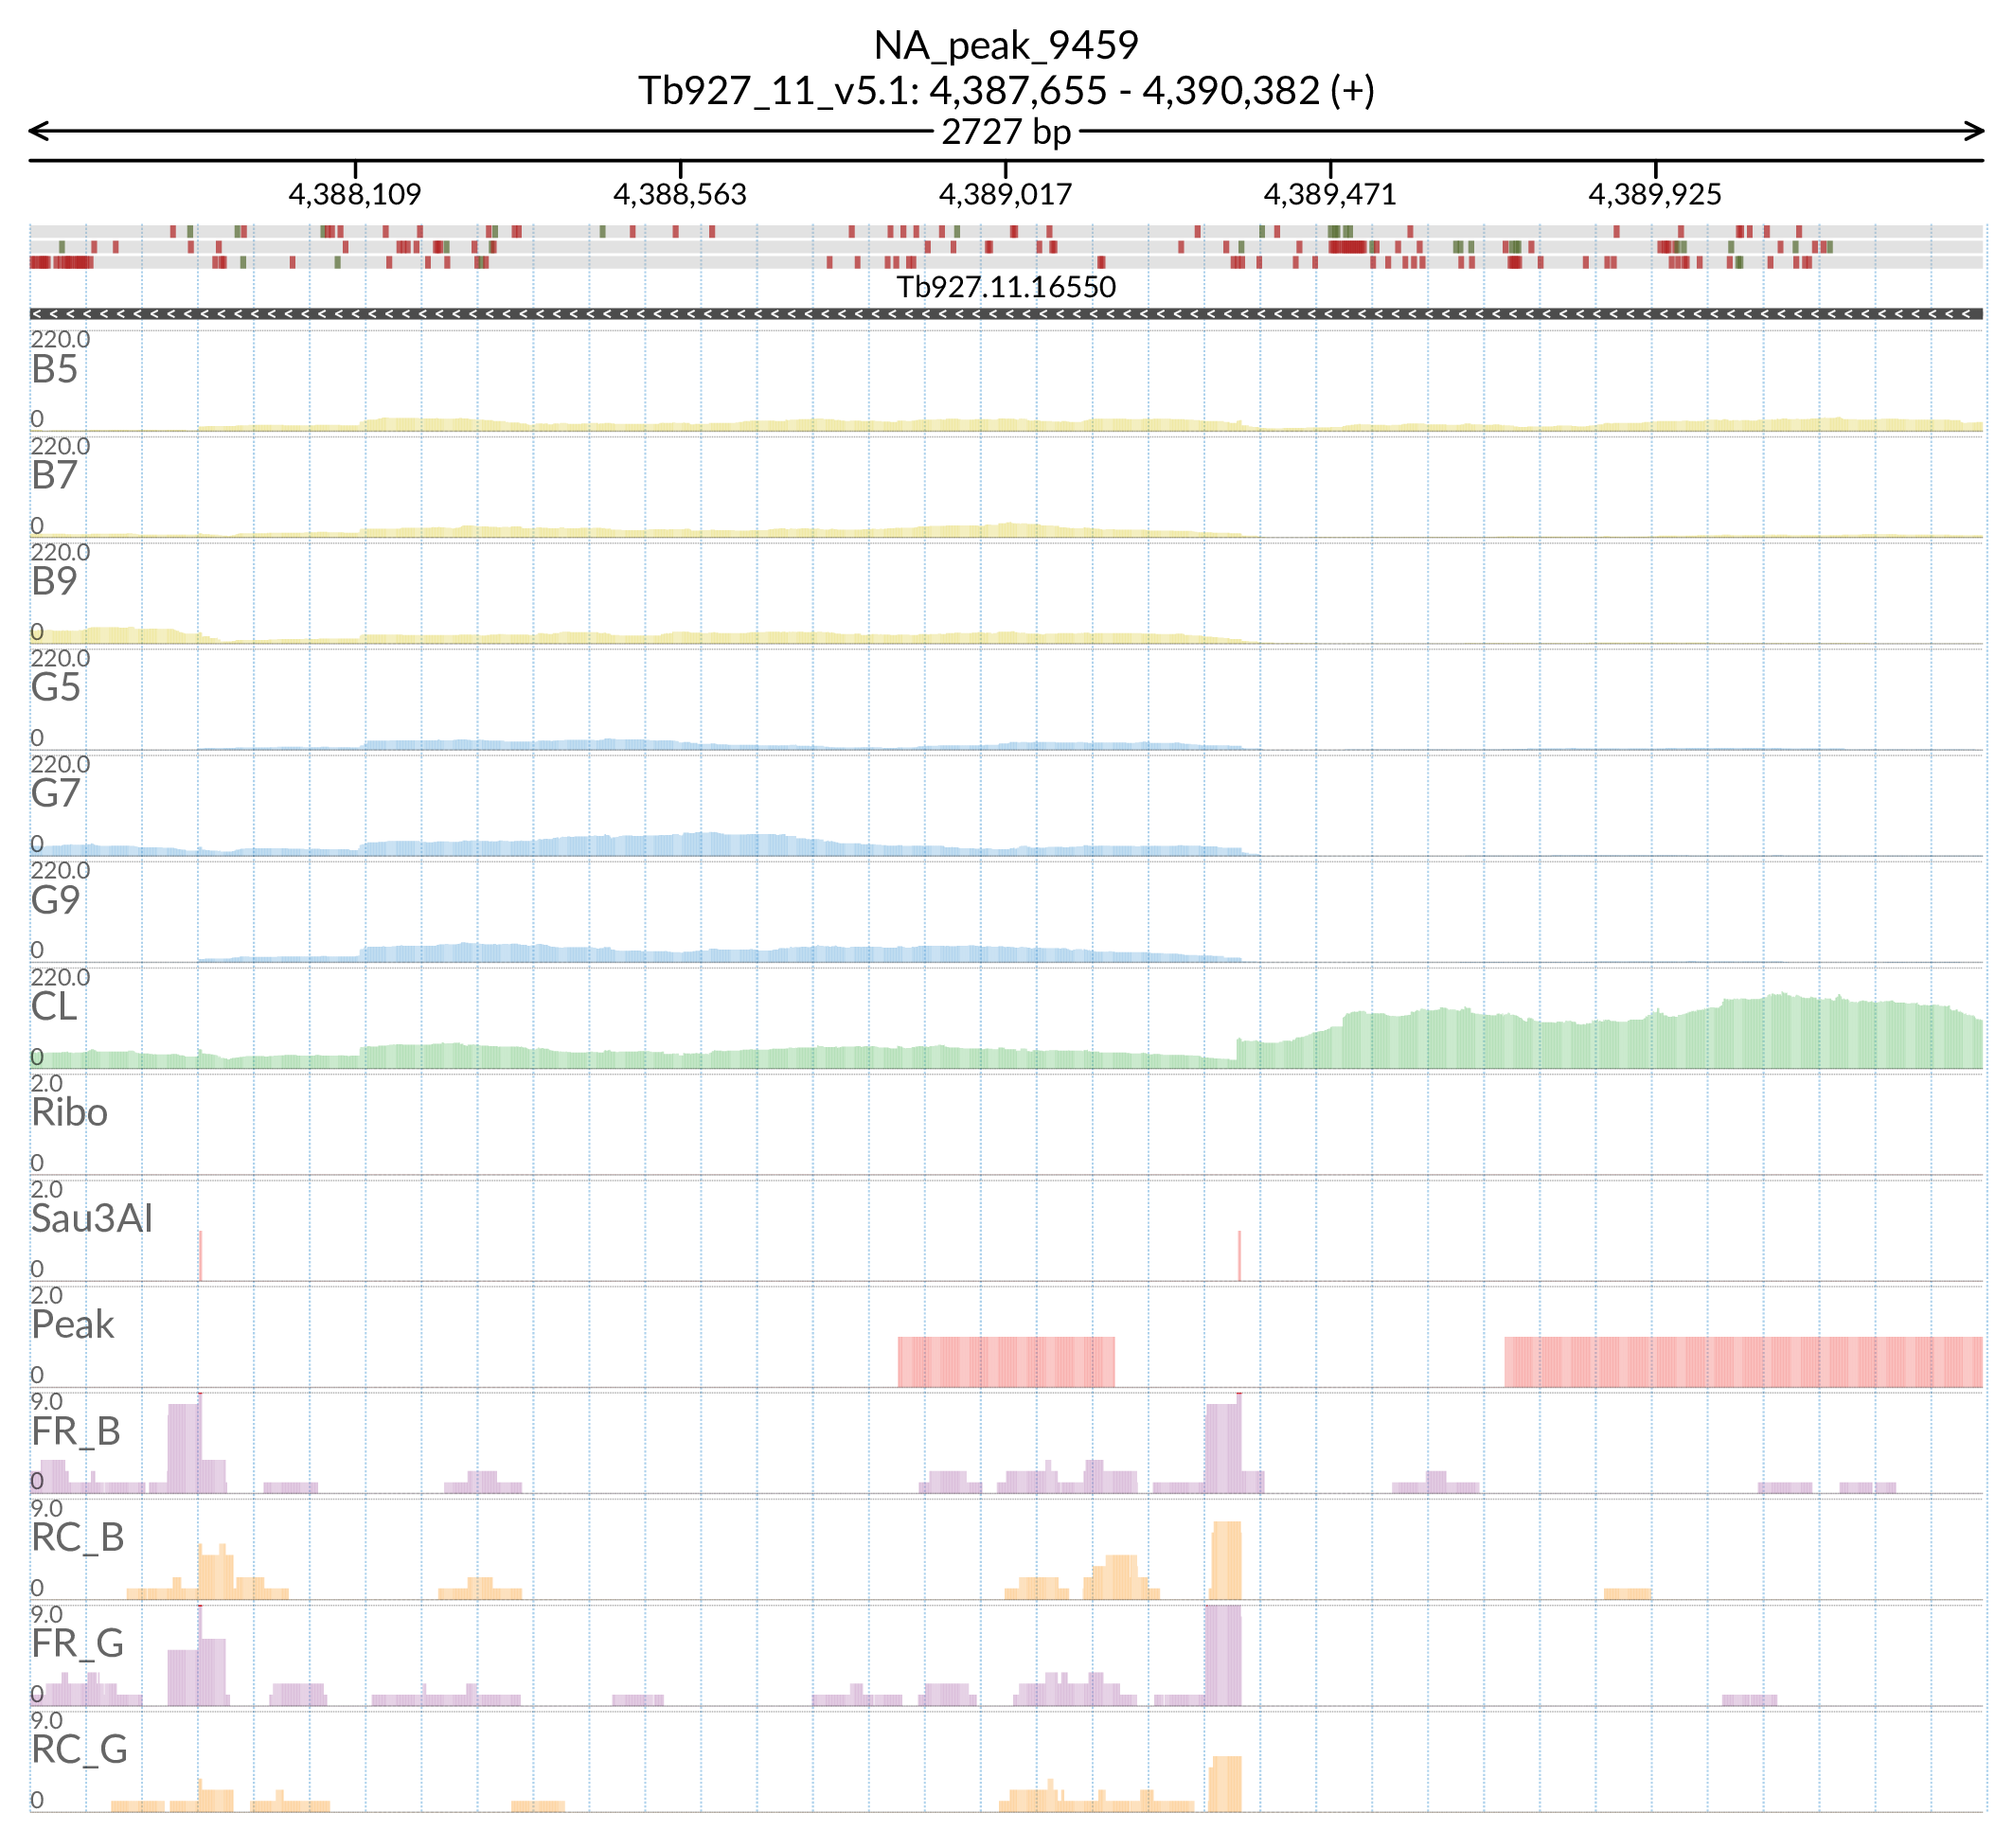 NA_peak_9459
Tb927_11_v5.1: 4,387,655 - 4,390,382 (+)
2727 bp
4,388,109 4,388,563 4,389,017 4,389,471 4,389,925
Tb927.11.16550
220.0
B5
0
220.0
B7
0
220.0
B9
0
220.0
G5
0
220.0
G7
0
220.0
G9
0
220.0
CL
0
2.0
Ribo
0
2.0
Sau3AI
0
2.0
Peak
0
9.0
FR_B
0
9.0
RC_B
0
9.0
FR_G
0
9.0
RC_G
0